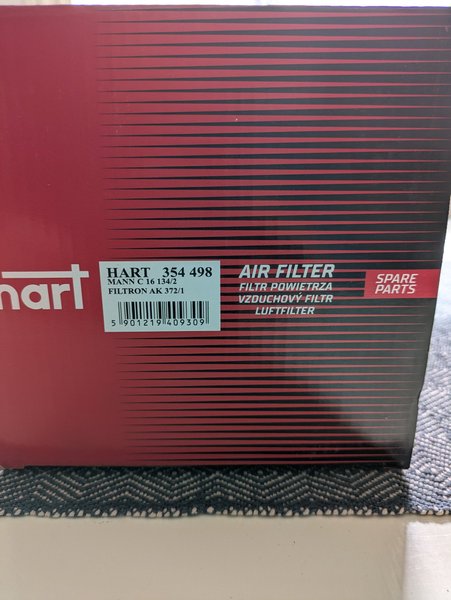 hart
HART 354 498
MANN C 16 134/2
FILTRON AK 372/1
5 901219 409309
AIR FILTER
FILTR POWIETRZA
VZDUCHOVÝ FILTR
LUFTFILTER
SPARE
PARTS